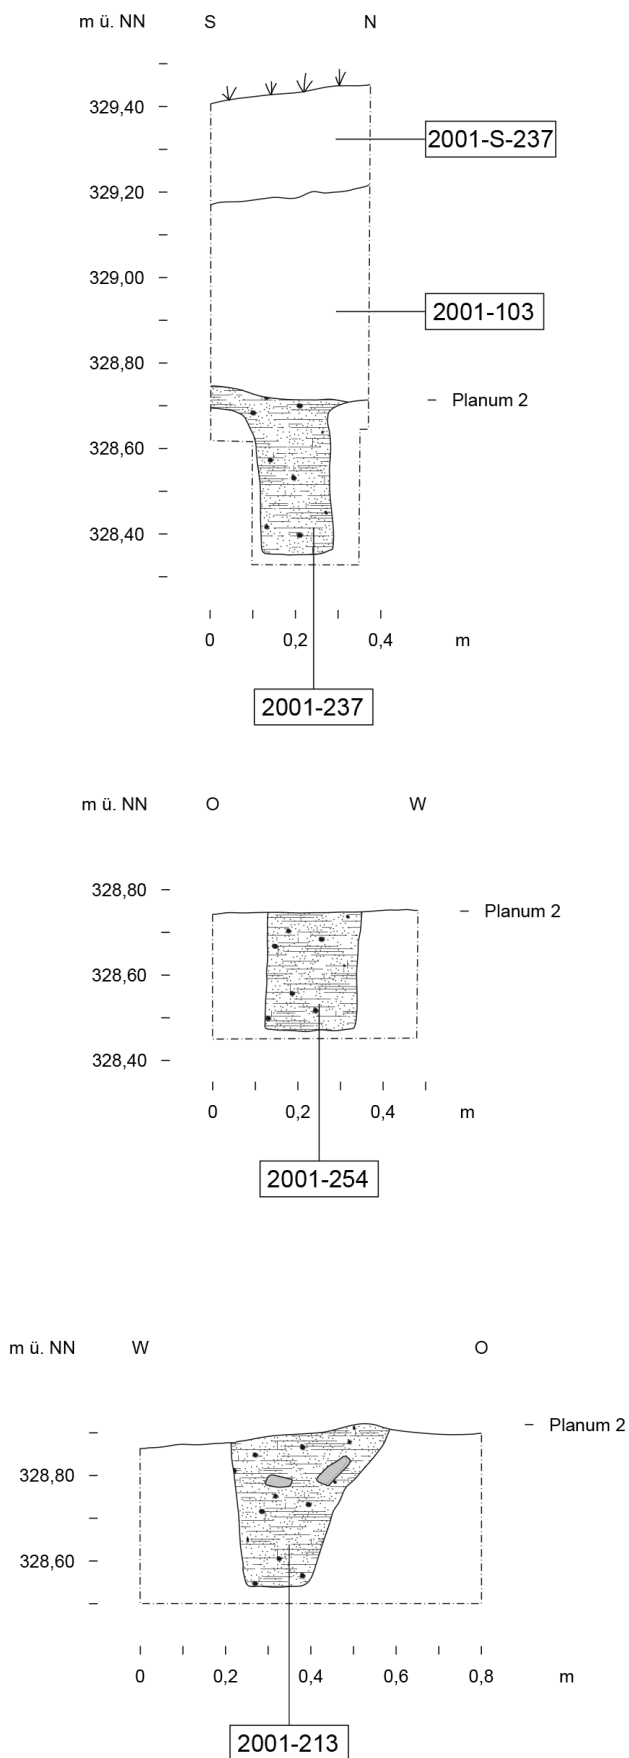 m ü. NN S N
329,40
2001-S-237
329,20
329,00
2001-103
328,80
Planum 2
328,60
328,40
0 0,2 0,4 m
2001-237
m ü. NN O W
328,80
Planum 2
328,60
328,40
0 0,2 0,4 m
2001-254
m ü. NN W O
Planum 2
328,80
328,60
0 0,2 0,4 0,6 0,8 m
2001-213